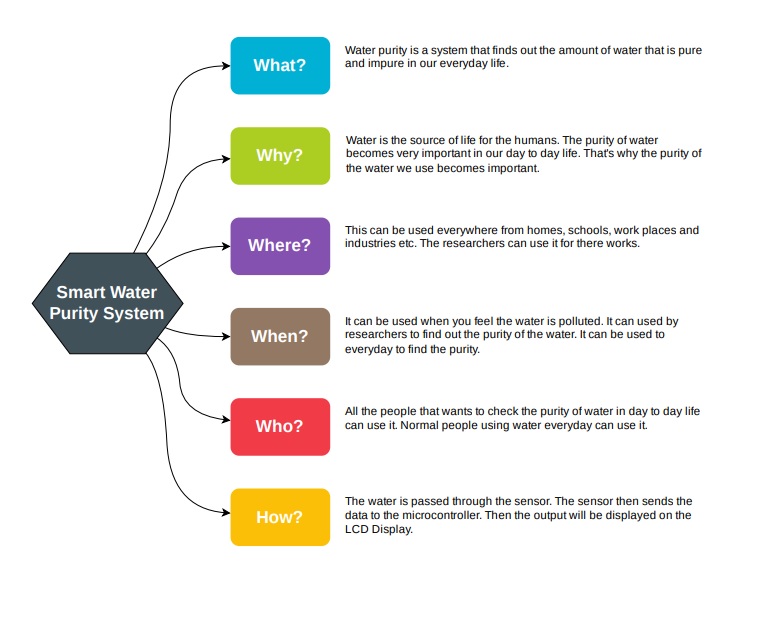 What?
Water purity is a system that finds out the amount of water that is pure
and impure in our everyday life.
Why?
Water is the source of life for the humans. The purity of water
becomes very important in our day to day life. That's why the purity of
the water we use becomes important.
Where?
This can be used everywhere from homes, schools, work places and
industries etc. The researchers can use it for there works.
Smart Water
Purity System
When?
It can be used when you feel the water is polluted. It can used by
researchers to find out the purity of the water. It can be used to
everyday to find the purity.
Who?
All the people that wants to check the purity of water in day to day life
can use it. Normal people using water everyday can use it.
How?
The water is passed through the sensor. The sensor then sends the
data to the microcontroller. Then the output will be displayed on the
LCD Display.